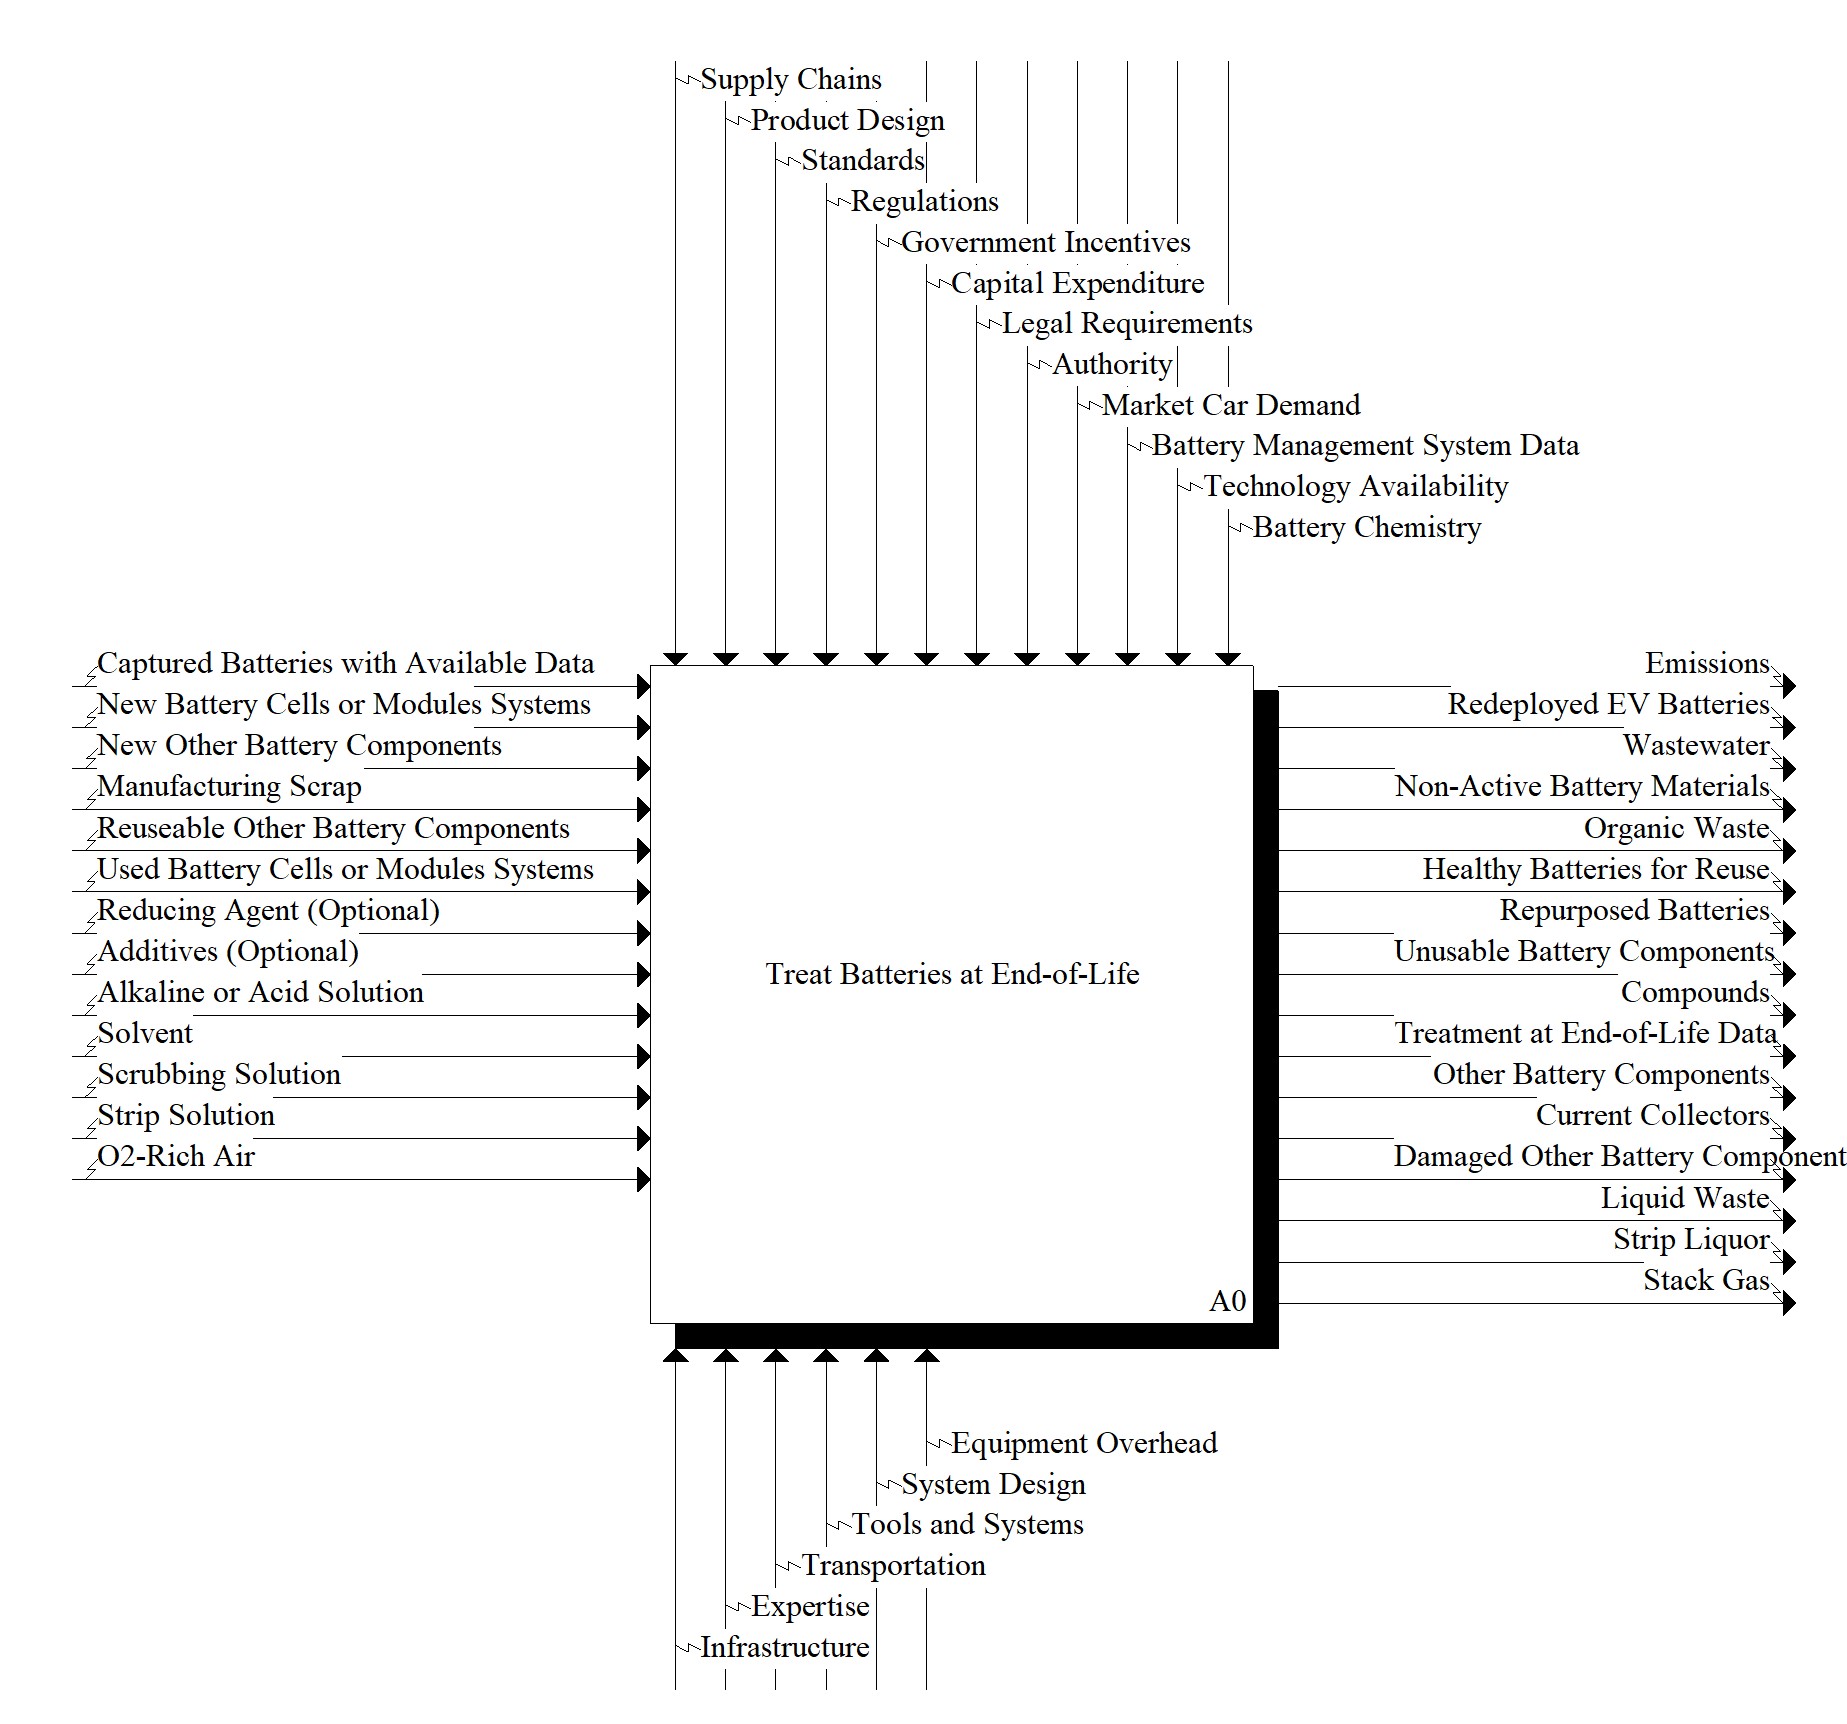 Supply Chains
Product Design
Standards
Regulations
Government Incentives
Capital Expenditure
Legal Requirements
Authority
Market Car Demand
Battery Management System Data
Technology Availability
Battery Chemistry
Captured Batteries with Available Data
New Battery Cells or Modules Systems
New Other Battery Components
Manufacturing Scrap
Reuseable Other Battery Components
Used Battery Cells or Modules Systems
Reducing Agent (Optional)
Additives (Optional)
Alkaline or Acid Solution
Solvent
Scrubbing Solution
Strip Solution
O2-Rich Air
Treat Batteries at End-of-Life
A0
Emissions
Redeployed EV Batteries
Wastewater
Non-Active Battery Materials
Organic Waste
Healthy Batteries for Reuse
Repurposed Batteries
Unusable Battery Components
Compounds
Treatment at End-of-Life Data
Other Battery Components
Current Collectors
Damaged Other Battery Component
Liquid Waste
Strip Liquor
Stack Gas
Equipment Overhead
System Design
Tools and Systems
Transportation
Expertise
Infrastructure